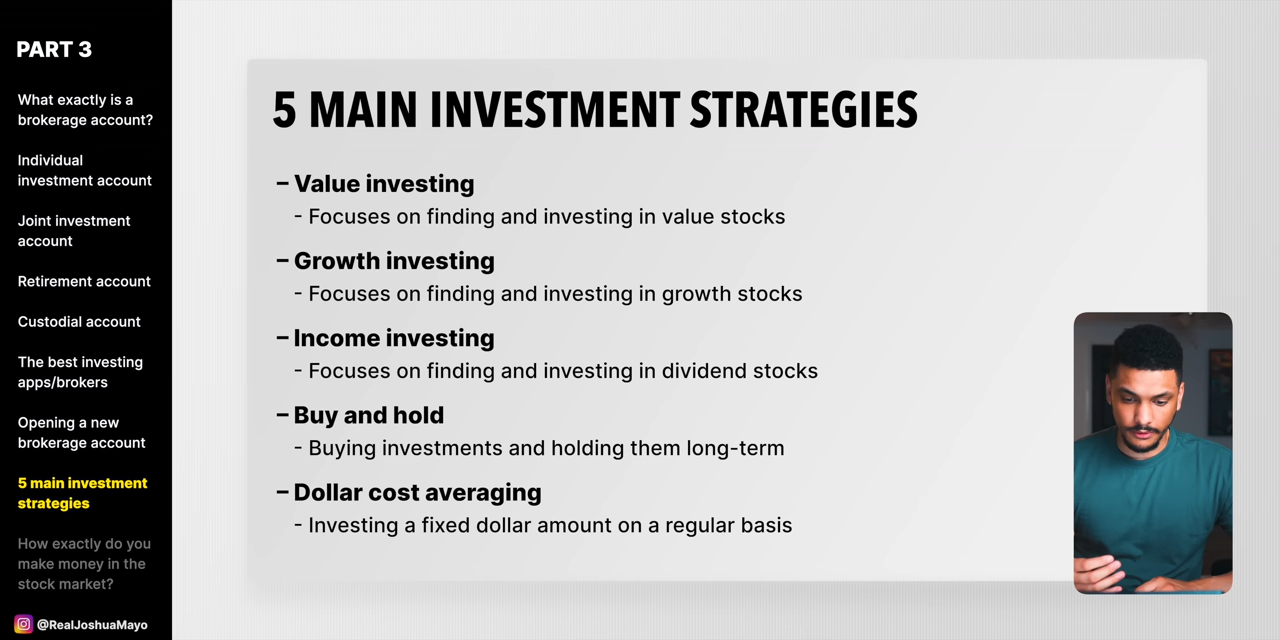 PART 3
What exactly is a
brokerage account?
Individual
investment account
Joint investment
account
Retirement account
Custodial account
The best investing
apps/brokers
Opening a new
brokerage account
5 main investment
strategies
How exactly do you
make money in the
stock market?
@RealJoshuaMayo
5 MAIN INVESTMENT STRATEGIES
– Value investing
- Focuses on finding and investing in value stocks
– Growth investing
- Focuses on finding and investing in growth stocks
– Income investing
- Focuses on finding and investing in dividend stocks
– Buy and hold
- Buying investments and holding them long-term
– Dollar cost averaging
- Investing a fixed dollar amount on a regular basis